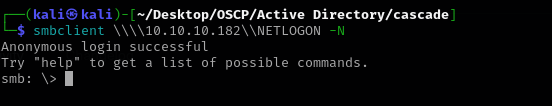 ┌──(kali㉿kali)-[~/Desktop/OSCP/Active Directory/cascade]
└─$ smbclient \\\\10.10.10.182\\NETLOGON -N
Anonymous login successful
Try "help" to get a list of possible commands.
smb: \>